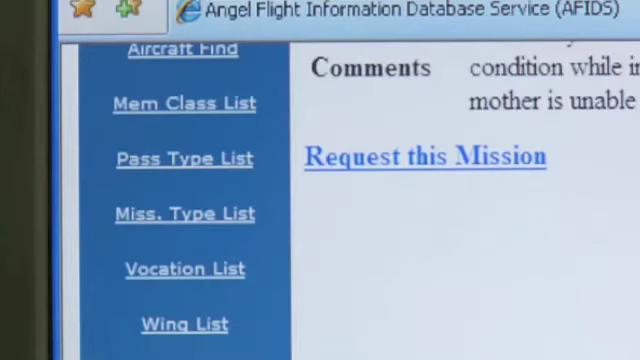 Angel Flight Information Database Service (AFIDS)
Aircraft Find
Comments
condition while
mother is unable
Mem Class List
Pass Type List
Request this Mission
Miss. Type List
Vocation List
Wing List